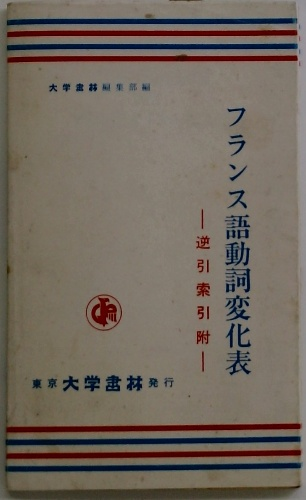 大学書林編集部編
フランス語動詞変化表
—逆引索引附—
東京 大学書林 発行